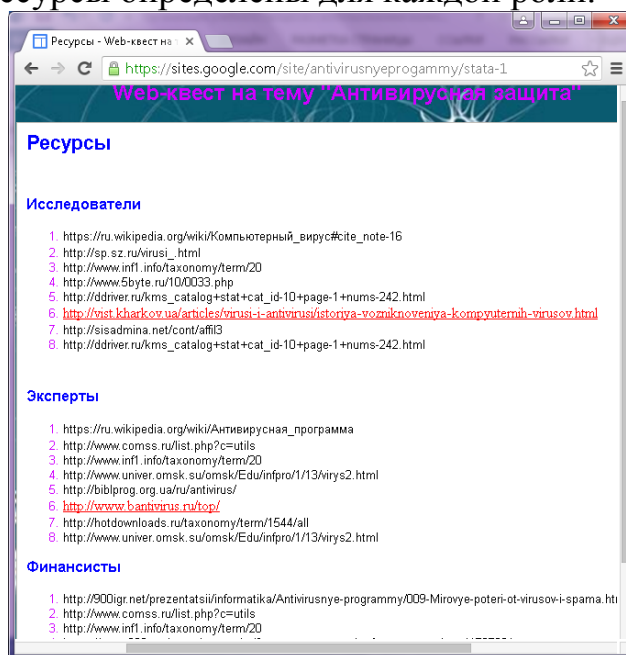 сурсы определены для каждой роли.
Ресурсы - Web-квест на
https://sites.google.com/site/antivirusnyeprogammy/stata-1
Web-квест на тему "Антивирусная защита"
Ресурсы
Исследователи
1. https://ru.wikipedia.org/wiki/Компьютерный_вирус#cite_note-16
2. http://sp.sz.ru/virusi_.html
3. http://www.inf1.info/taxonomy/term/20
4. http://www.5byte.ru/10/0033.php
5. http://ddriver.ru/kms_catalog+stat+cat_id-10+page-1+nums-242.html
6. http://vist.kharkov.ua/articles/virusi-i-antivirusi/istoriya-vozniknoveniya-kompyuternih-virusov.html
7. http://sisadmina.net/cont/affil3
8. http://ddriver.ru/kms_catalog+stat+cat_id-10+page-1+nums-242.html
Эксперты
1. https://ru.wikipedia.org/wiki/Антивирусная_программа
2. http://www.comss.ru/list.php?c=utils
3. http://www.inf1.info/taxonomy/term/20
4. http://www.univer.omsk.su/omsk/Edu/infpro/1/13/virys2.html
5. http://biblprog.org.ua/ru/antivirus/
6. http://www.bantivirus.ru/top/
7. http://hotdownloads.ru/taxonomy/term/1544/all
8. http://www.univer.omsk.su/omsk/Edu/infpro/1/13/virys2.html
Финансисты
1. http://900igr.net/prezentatsii/informatika/Antivirusnye-programmy/009-Mirovye-poteri-ot-virusov-i-spama.ht
2. http://www.comss.ru/list.php?c=utils
3. http://www.inf1.info/taxonomy/term/20